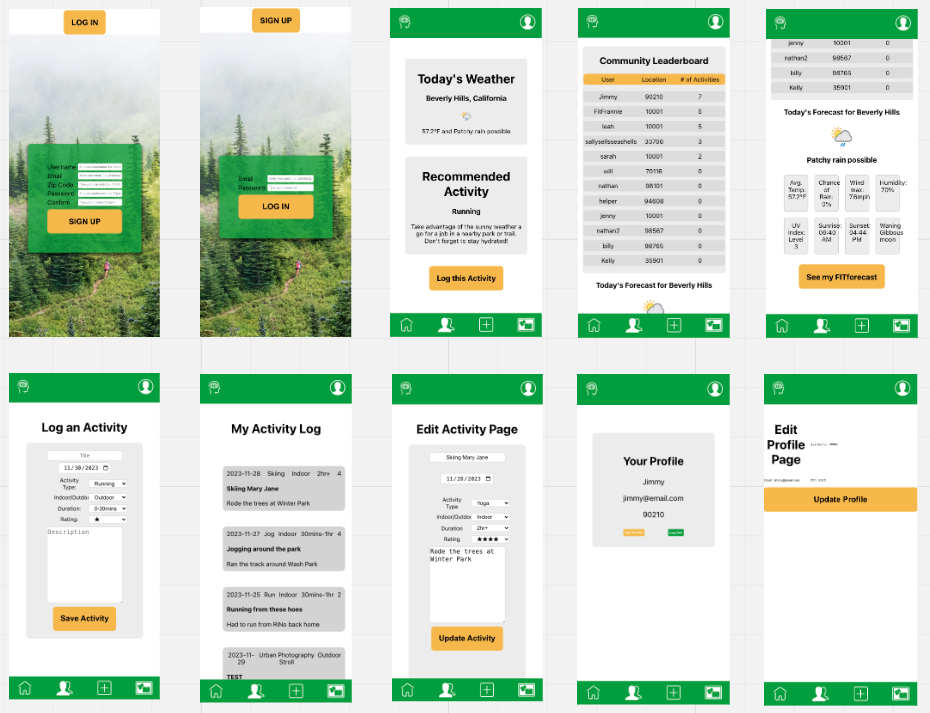 LOG IN
Username
Email
Zip Code
Password
Confirm
SIGN UP
SIGN UP
Email
Password
LOG IN
Today's Weather
Beverly Hills, California
57.2°F and Patchy rain possible
Recommended
Activity
Running
Take advantage of the sunny weather a
go for a job in a nearby park or trail.
Don't forget to stay hydrated!
Log this Activity
Community Leaderboard
User Location # of Activities
Jimmy 90210 7
FitFrannie 10001 5
leah 10001 5
sallysellsseashells 33706 3
sarah 10001 2
will 70116 0
nathan 98101 0
helper 94608 0
jenny 10001 0
nathan2 98567 0
billy 98765 0
Kelly 35901 0
Today's Forecast for Beverly Hills
jenny 10001 0
nathan2 98567 0
billy 98765 0
Kelly 35901 0
Today's Forecast for Beverly Hills
Patchy rain possible
Avg.
Temp:
57.2°F
Chance
of
Rain:
0%
Wind
max:
7.6mph
Humidity:
70%
UV
Index:
Level
3
Sunrise:
06:40
AM
Sunset:
04:44
PM
Waning
Gibbous
moon
See my FITforecast
Log an Activity
Title
11/30/2023
Activity
Type:
Running
Indoor/Outdoo
Outdoor
Duration:
0-30mins
Rating:
★
Description
Save Activity
My Activity Log
2023-11-28 Skiing Indoor 2hr+ 4
Skiing Mary Jane
Rode the trees at Winter Park
2023-11-27 Jog Indoor 30mins-1hr 4
Jogging around the park
Ran the track around Wash Park
2023-11-25 Run Indoor 30mins-1hr 2
Running from these hoes
Had to run from RiNo back home
2023-11-
29
Urban Photography
Stroll
Outdoor
TEST
Edit Activity Page
Skiing Mary Jane
11/28/2023
Activity
Type
Yoga
Indoor/Outdoo
Indoor
Duration
2hr+
Rating
★★★★
Rode the trees at
Winter Park
Update Activity
Your Profile
Jimmy
jimmy@email.com
90210
Log Out
Edit
Profile
Page
Update Profile